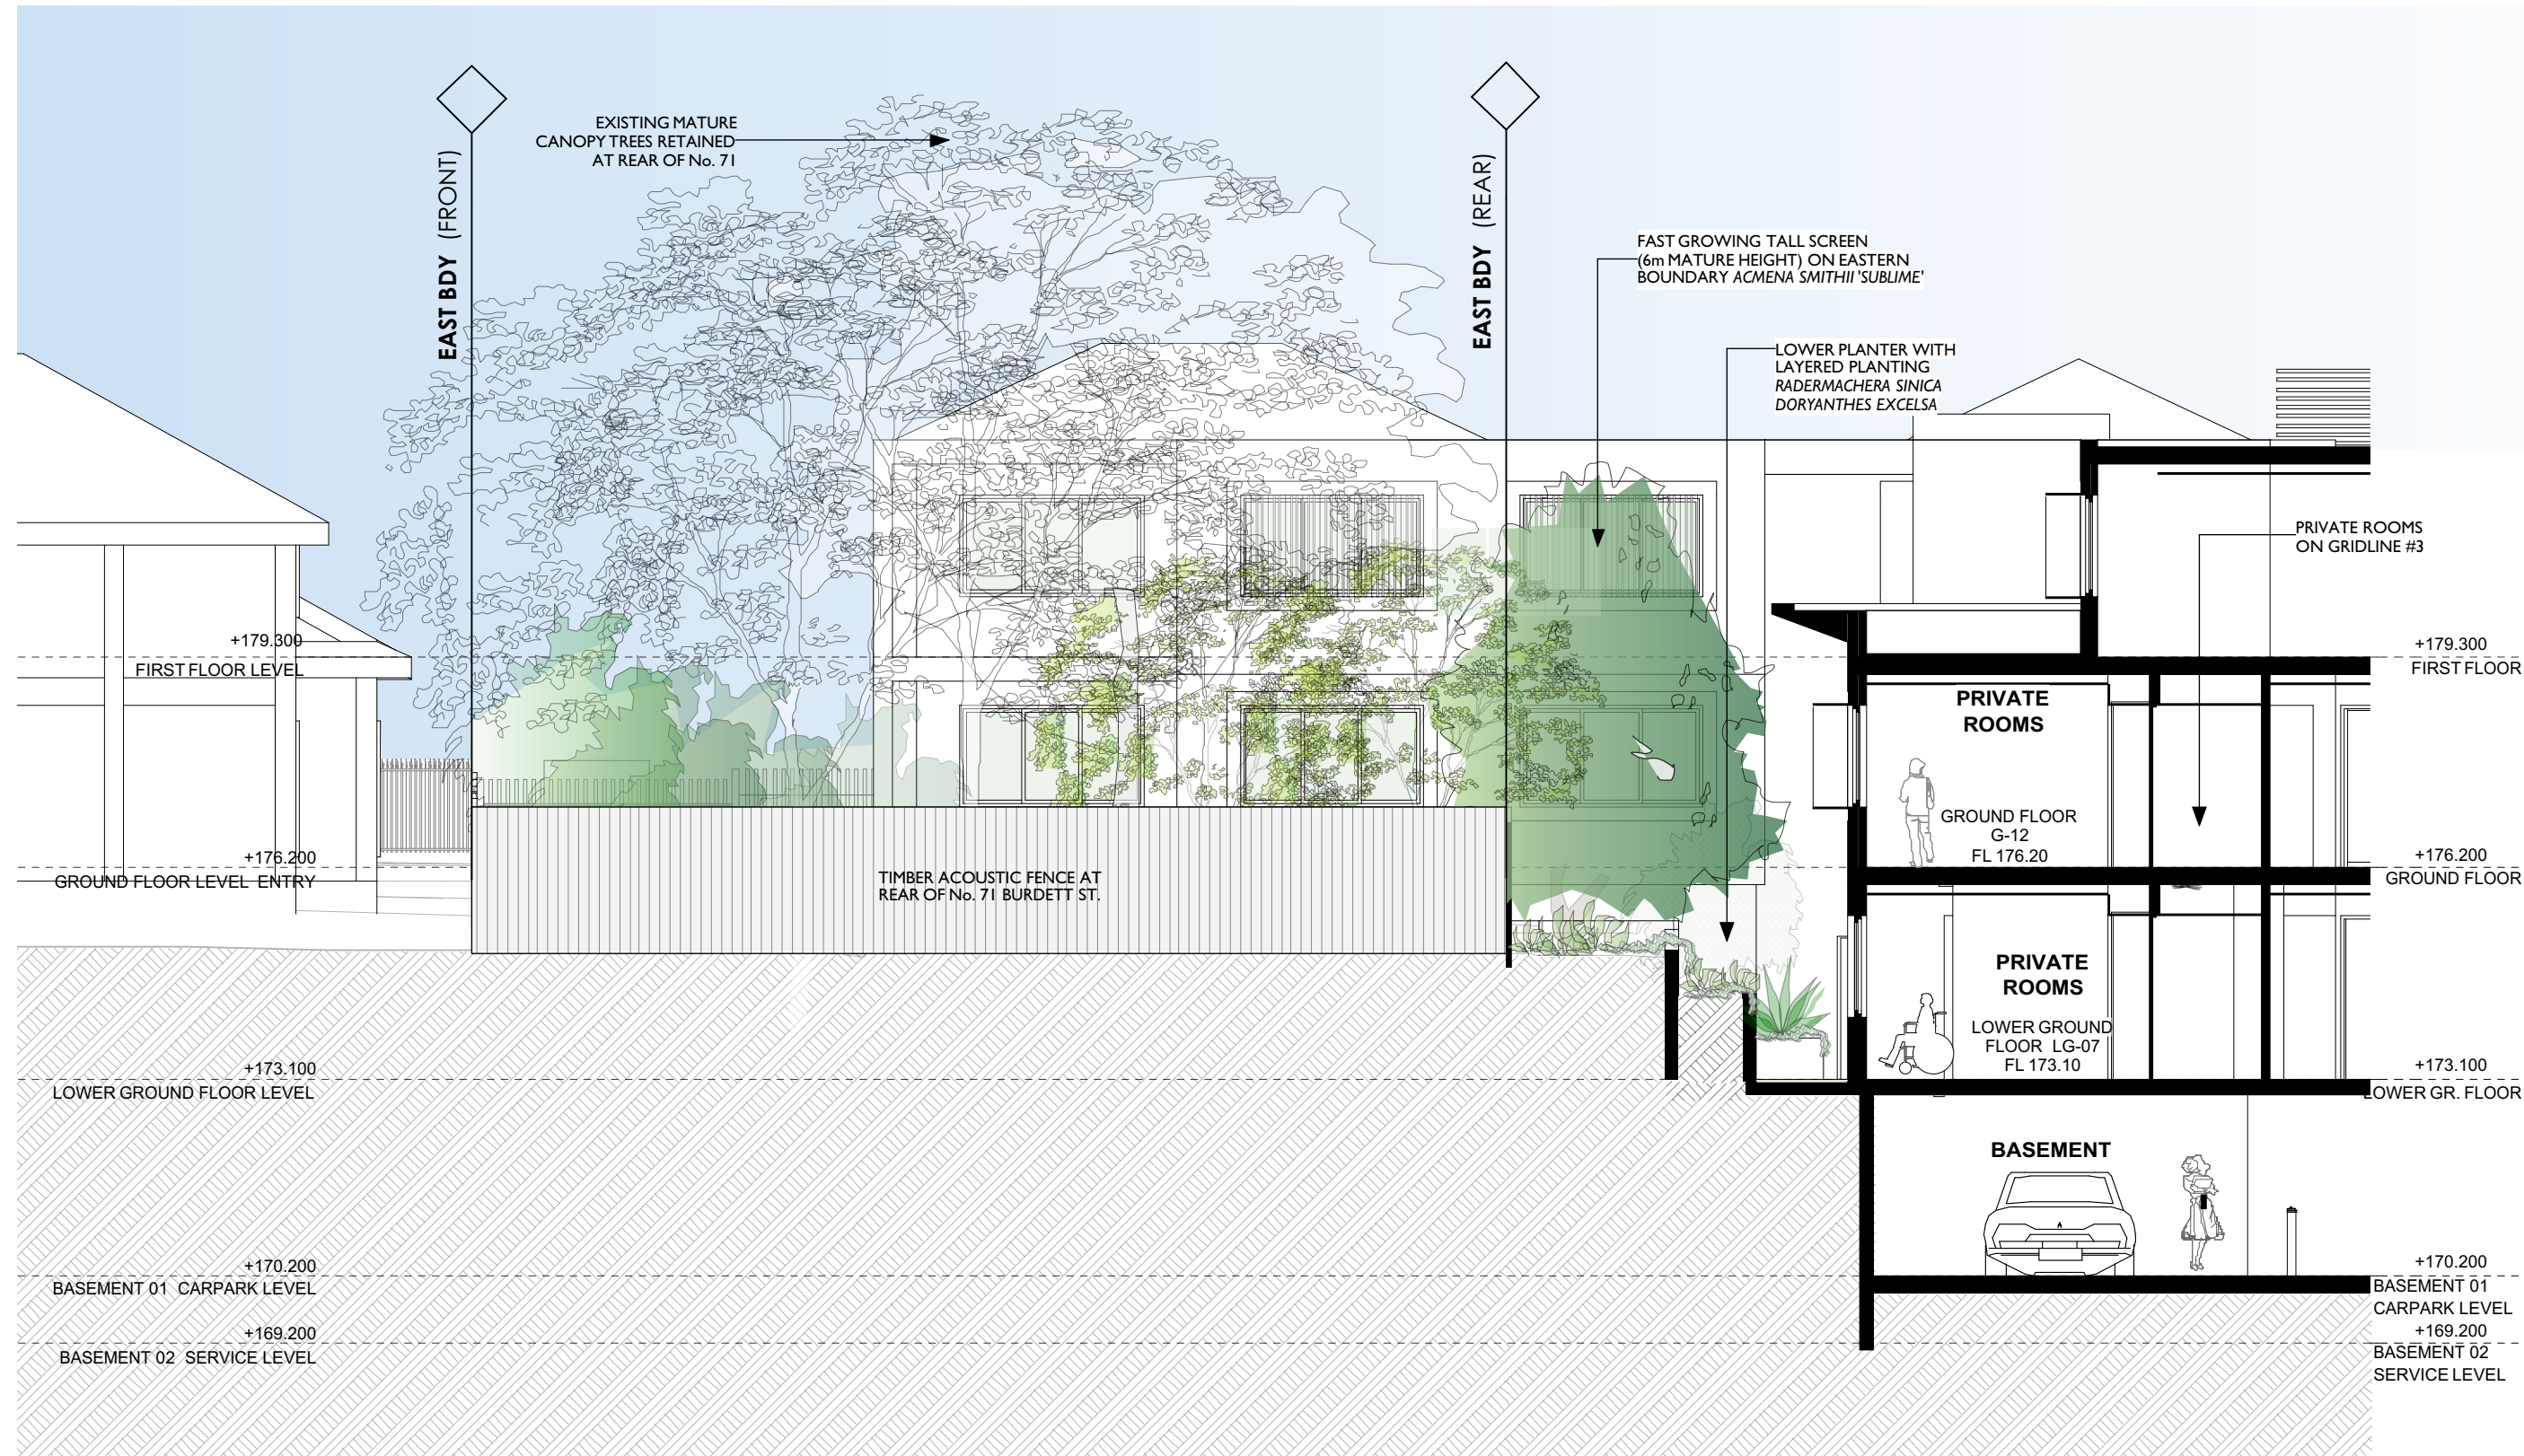 EXISTING MATURE
CANOPY TREES RETAINED
AT REAR OF No. 71
EAST BDY (FRONT)
EAST BDY (REAR)
FAST GROWING TALL SCREEN
(6m MATURE HEIGHT) ON EASTERN
BOUNDARY ACMENA SMITHII 'SUBLIME'
LOWER PLANTER WITH
LAYERED PLANTING
RADERMACHERA SINICA
DORYANTHES EXCELSA
PRIVATE ROOMS
ON GRIDLINE #3
+179.300
FIRST FLOOR LEVEL
+179.300
FIRST FLOOR
PRIVATE
ROOMS
GROUND FLOOR
G-12
FL 176.20
+176.200
GROUND FLOOR LEVEL ENTRY
TIMBER ACOUSTIC FENCE AT
REAR OF No. 71 BURDETT ST.
+176.200
GROUND FLOOR
PRIVATE
ROOMS
LOWER GROUND
FLOOR LG-07
FL 173.10
+173.100
LOWER GROUND FLOOR LEVEL
+173.100
LOWER GR. FLOOR
BASEMENT
+170.200
BASEMENT 01 CARPARK LEVEL
+170.200
BASEMENT 01
CARPARK LEVEL
+169.200
BASEMENT 02 SERVICE LEVEL
+169.200
BASEMENT 02
SERVICE LEVEL